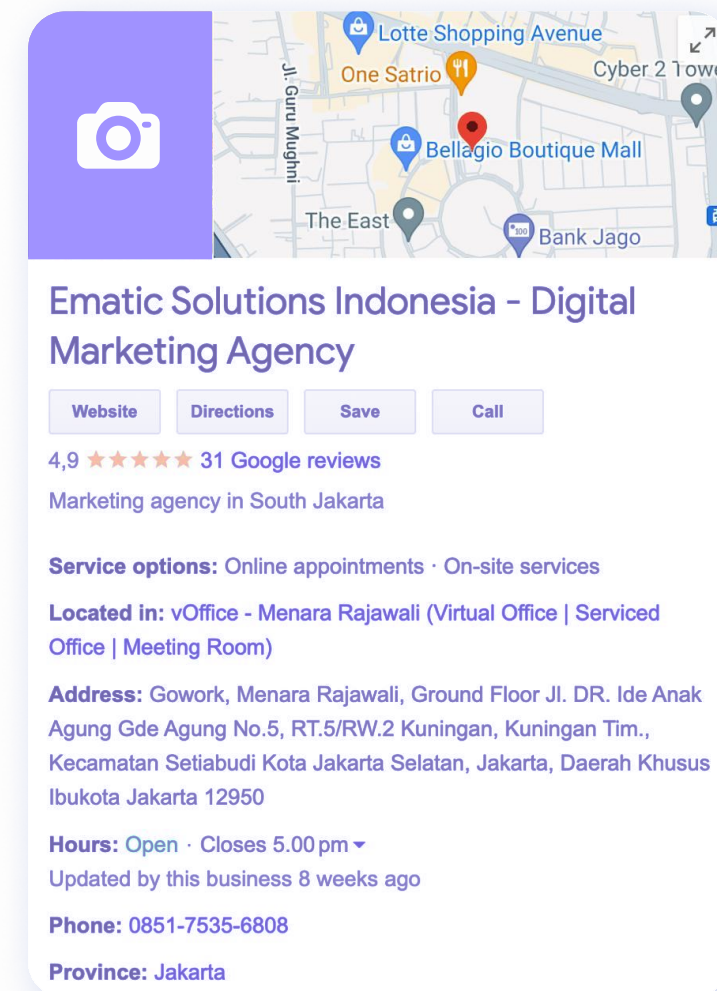 Lotte Shopping Avenue
One Satrio
Cyber 2 Towe
Jl. Guru Mughni
Bellagio Boutique Mall
The East
Bank Jago
Ematic Solutions Indonesia - Digital
Marketing Agency
Website
Directions
Save
Call
4,9 ★★★★★ 31 Google reviews
Marketing agency in South Jakarta
Service options: Online appointments · On-site services
Located in: vOffice - Menara Rajawali (Virtual Office | Serviced
Office | Meeting Room)
Address: Gowork, Menara Rajawali, Ground Floor Jl. DR. Ide Anak
Agung Gde Agung No.5, RT.5/RW.2 Kuningan, Kuningan Tim.,
Kecamatan Setiabudi Kota Jakarta Selatan, Jakarta, Daerah Khusus
Ibukota Jakarta 12950
Hours: Open · Closes 5.00 pm
Updated by this business 8 weeks ago
Phone: 0851-7535-6808
Province: Jakarta